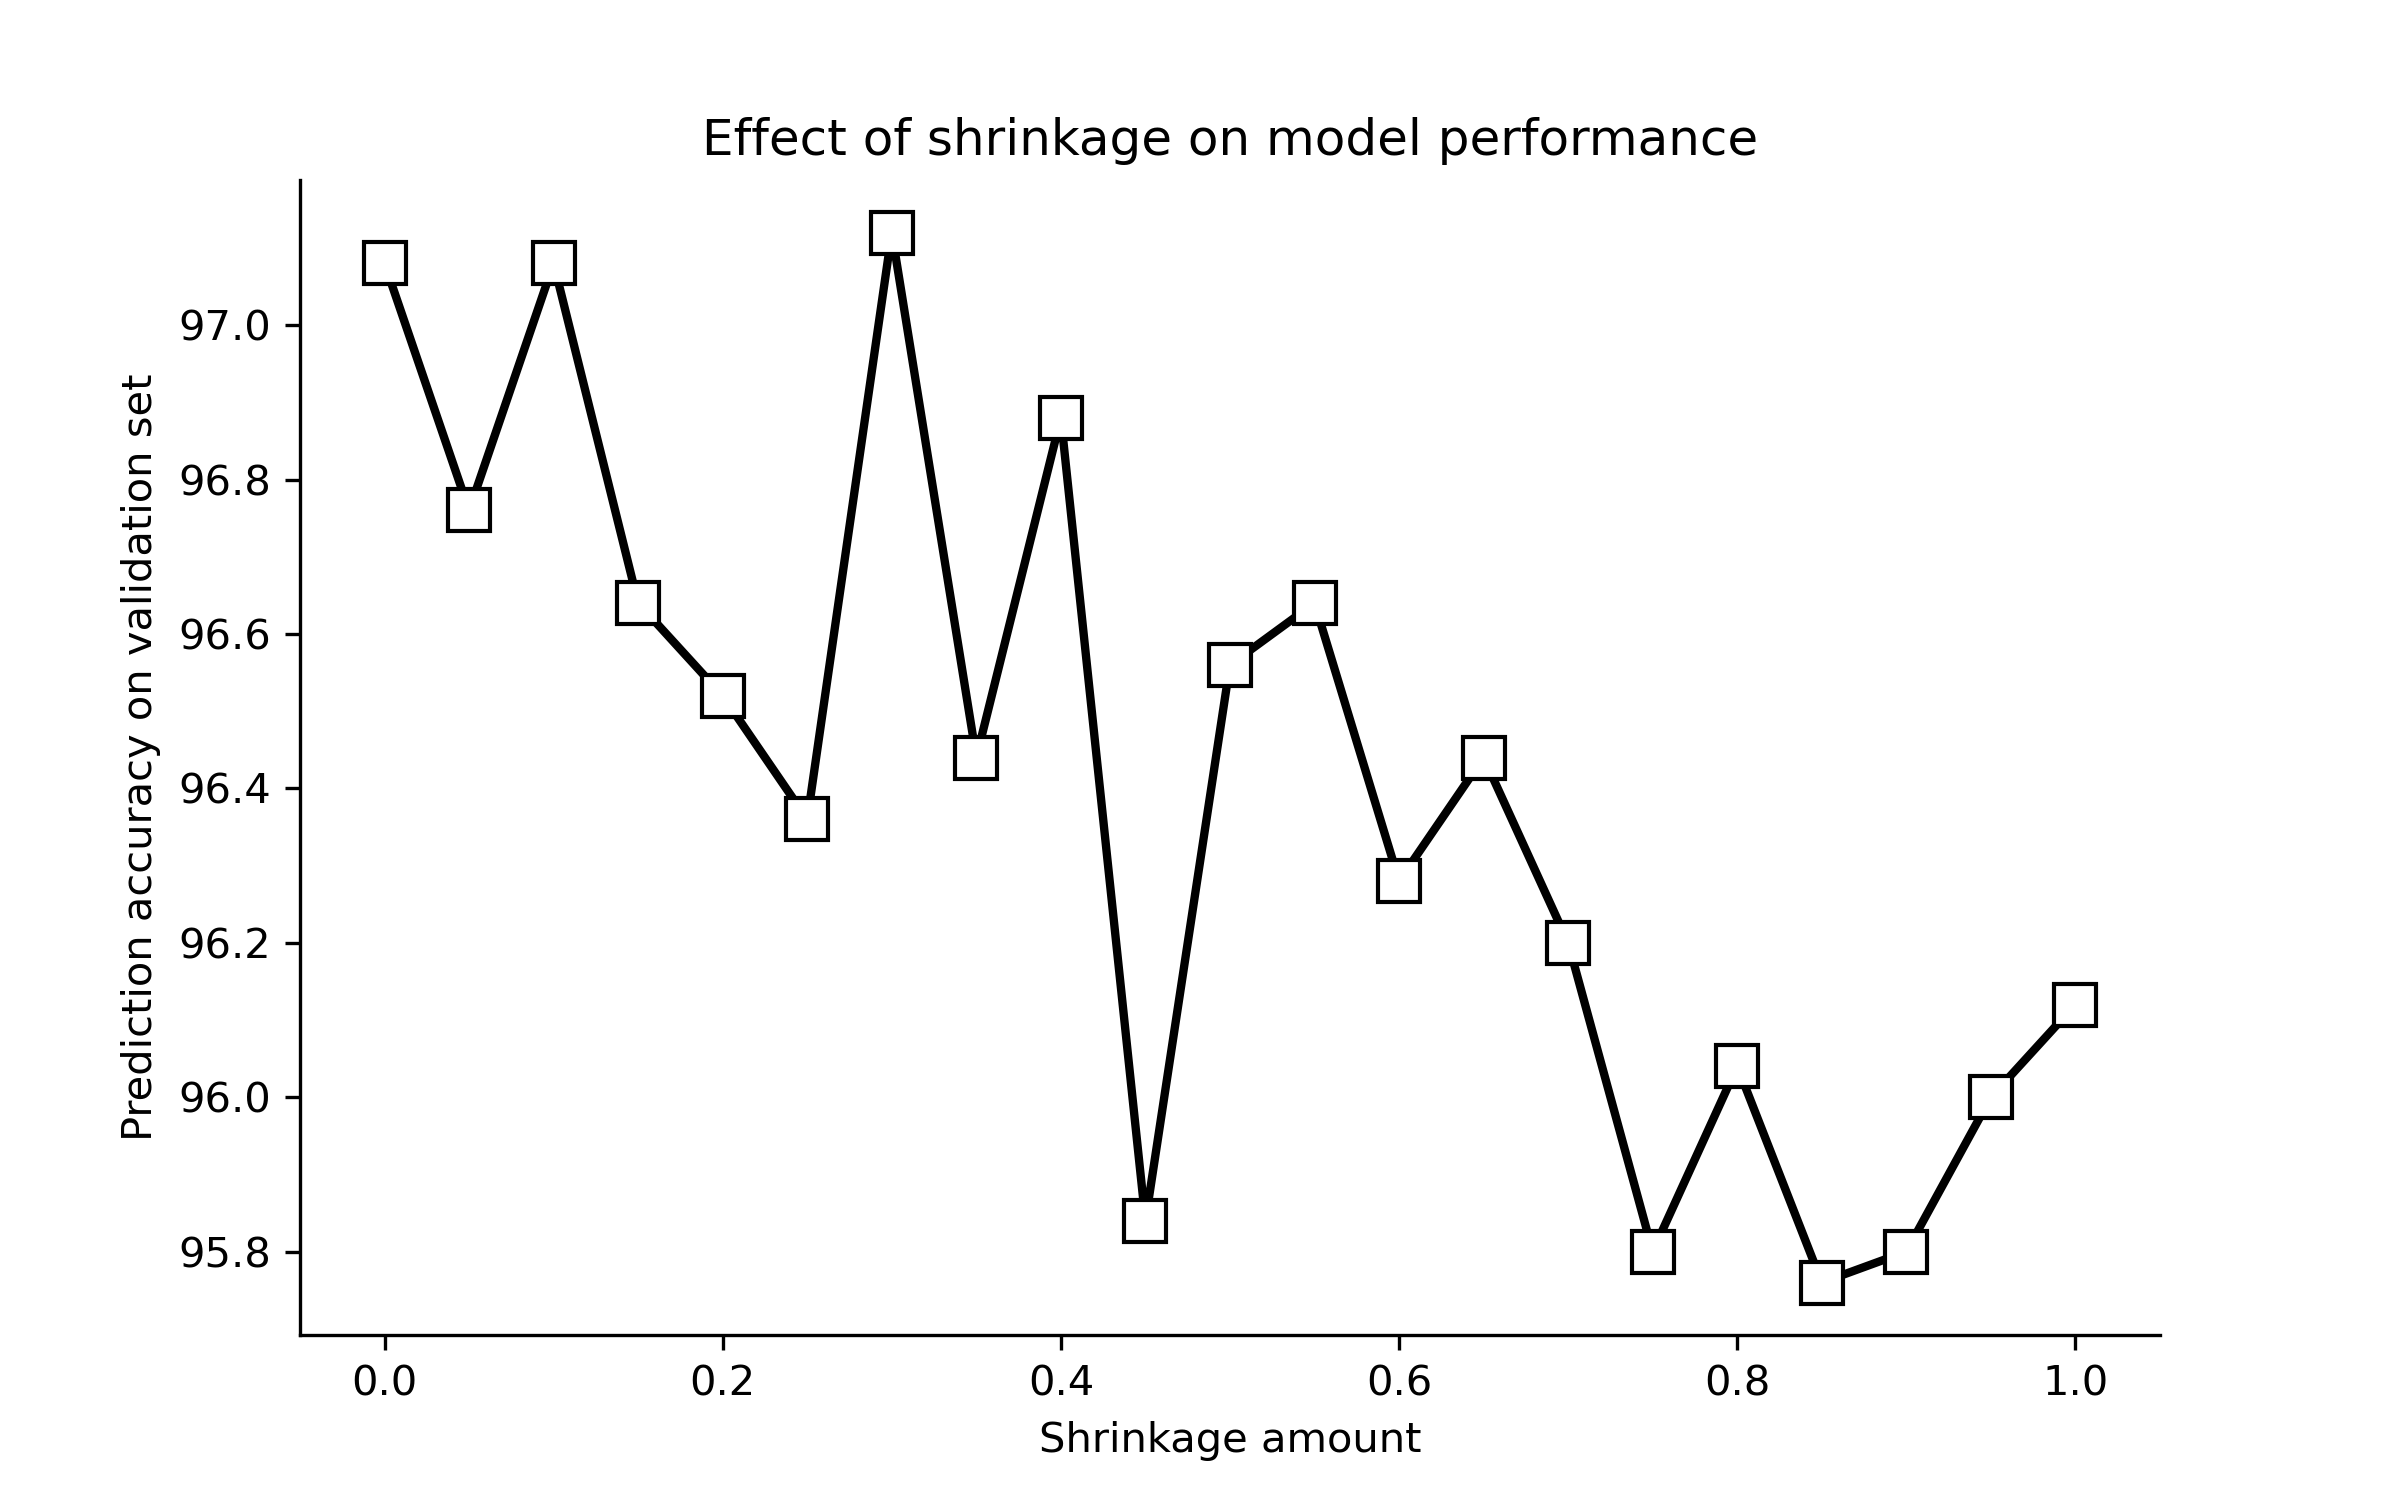 Effect of shrinkage on model performance
Prediction accuracy on validation set
97.0
96.8
96.6
96.4
96.2
96.0
95.8
0.0 0.2 0.4 0.6 0.8 1.0
Shrinkage amount